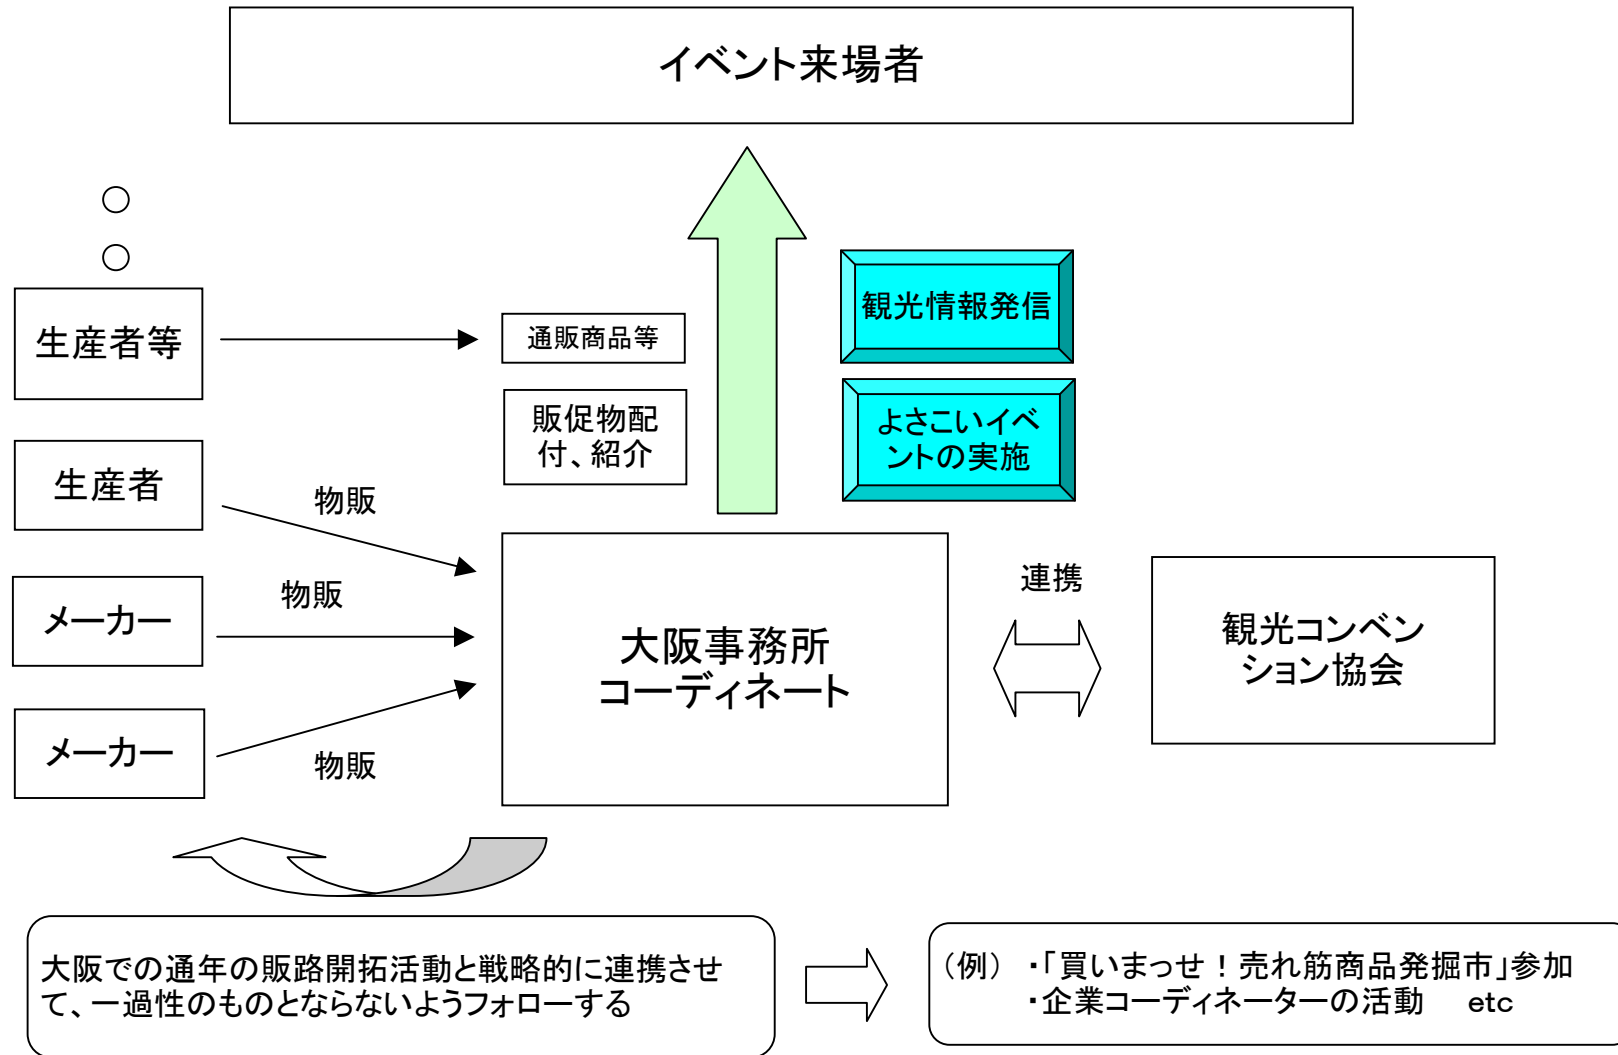 イベント来場者
○
○
生産者等
通販商品等
観光情報発信
販促物配
付、紹介
よさこいイベ
ントの実施
生産者
物販
メーカー
物販
大阪事務所
コーディネート
連携
観光コンベン
ション協会
メーカー
物販
大阪での通年の販路開拓活動と戦略的に連携させ
て、一過性のものとならないようフォローする
（例）・「買いまっせ！売れ筋商品発掘市」参加
・企業コーディネーターの活動　etc